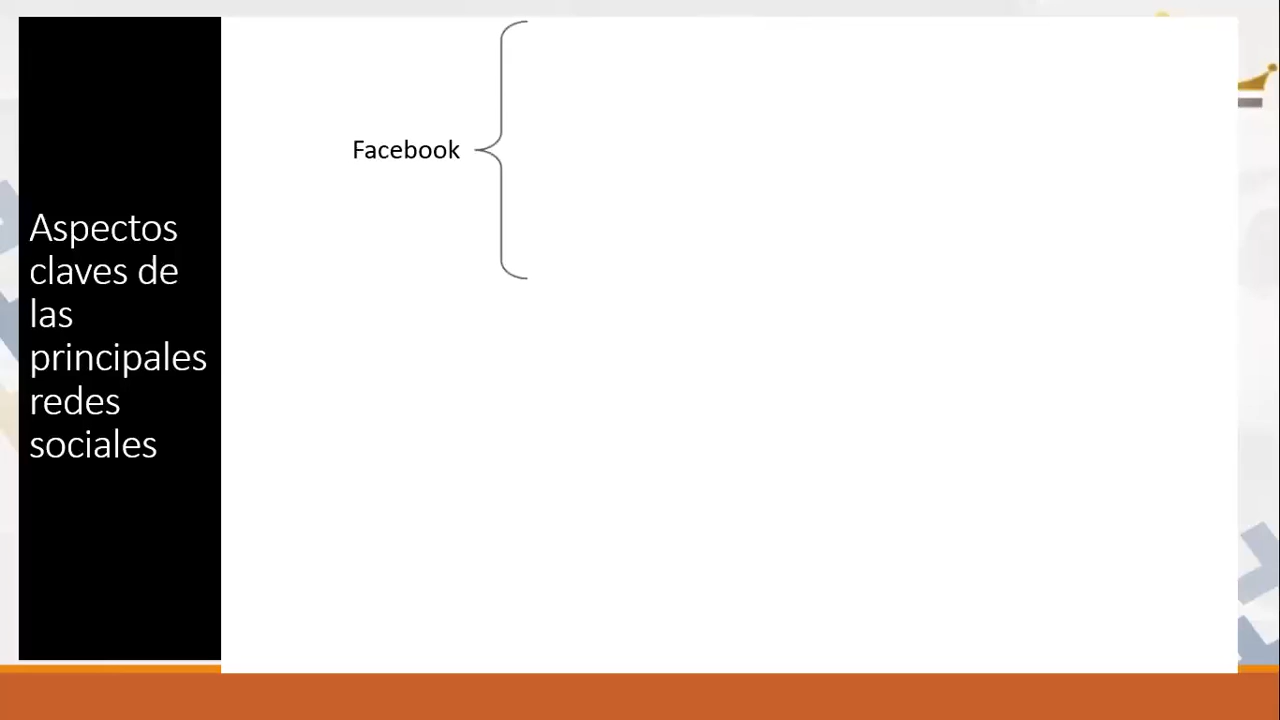 Aspectos
claves de
las
principales
redes
sociales
Facebook